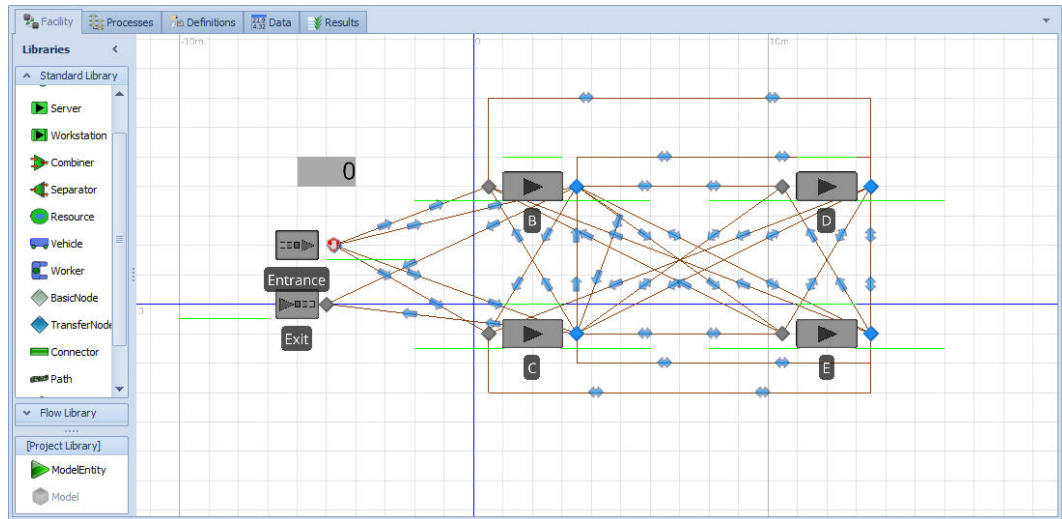 Facility Processes Definitions Data Results
Libraries
Standard Library
Server
Workstation
Combiner
Separator
Resource
Vehicle
Worker
BasicNode
TransferNode
Connector
Path
Flow Library
[Project Library]
ModelEntity
Model
-10m 0 10m
0
0
B
D
Entrance
Exit
C
E